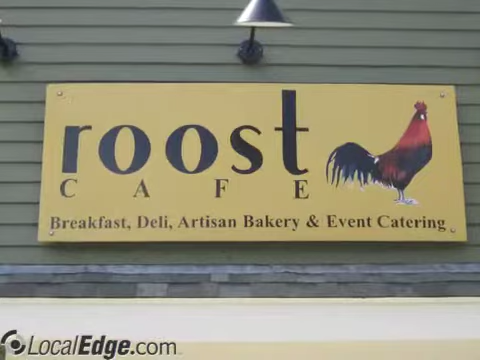 roost
CAFE
Breakfast, Deli, Artisan Bakery & Event Catering
LocalEdge.com